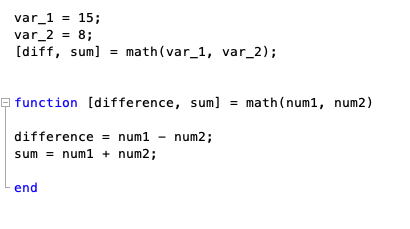 var_1 = 15;
var_2 = 8;
[diff, sum] = math(var_1, var_2);
function [difference, sum] = math(num1, num2)
difference = num1 - num2;
sum = num1 + num2;
end